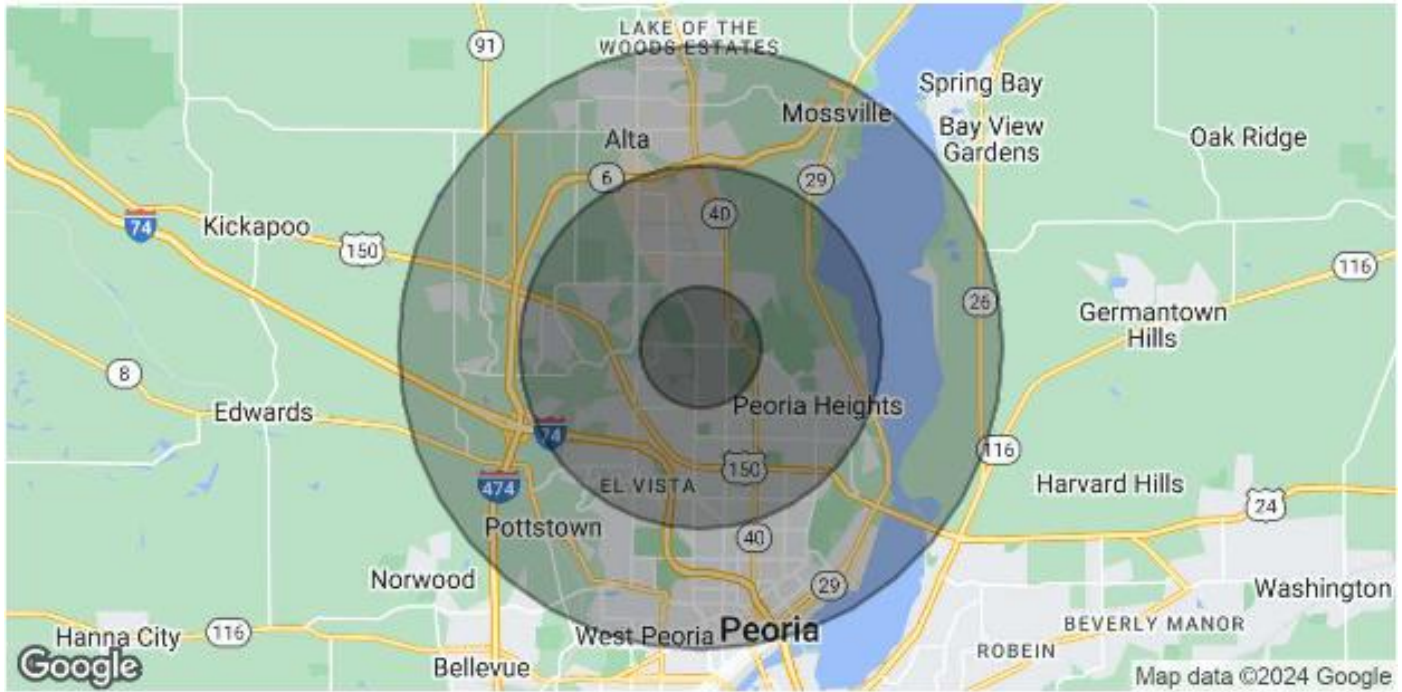 LAKE OF THE
WOODS ESTATES
91
Spring Bay
Mossville
Bay View
Gardens
Oak Ridge
Alta
6
29
40
74
Kickapoo
150
116
26
Germantown
Hills
8
Edwards
Peoria Heights
74
116
150
474
EL VISTA
Harvard Hills
24
Pottstown
40
Norwood
29
Washington
BEVERLY MANOR
Hanna City
116
West Peoria
Peoria
ROBEIN
Bellevue
Google
Map data ©2024 Google